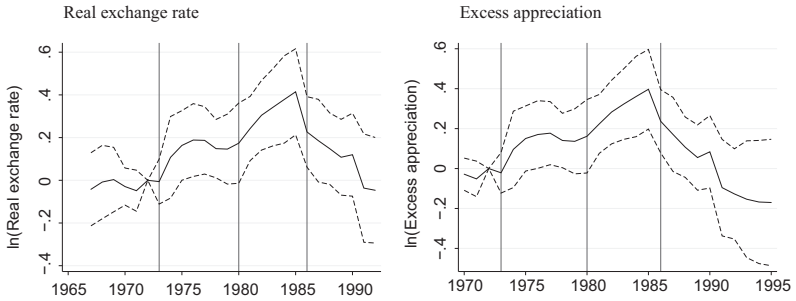 Real exchange rate
ln(Real exchange rate)
.6
.4
.2
0
-.2
-.4
1965 1970 1975 1980 1985 1990
Excess appreciation
ln(Excess appreciation)
.6
.4
.2
0
-.2
-.4
1970 1975 1980 1985 1990 1995